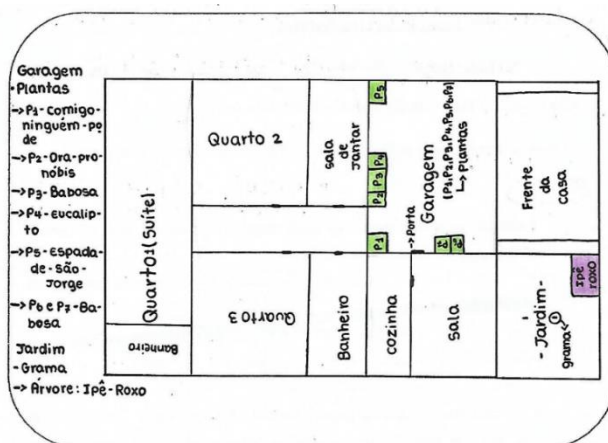 Garagem
• Plantas
→ P1 - Comigo-
ninguém-po
de
→ P2 - Ora-pro-
nóbis
→ P3 - Babosa
→ P4 - Eucalip-
to
→ P5 - Espada-
de-são-
Jorge
→ P6 e P7 - Ba-
bosa
Jardim
- Grama
→ Árvore: Ipê-Roxo
Quarto 1 (Suíte)
Banheiro
Quarto 2
Quarto 3
sala
de
Jantar
Banheiro
P5
P2 P3 P4
P1
cozinha
→ Porta
Garagem
(P1, P2, P3, P4, P5, P6, P7)
↳ Plantas
P6 P7
sala
Frente
da
casa
Ipê
roxo
- Jardim -
grama